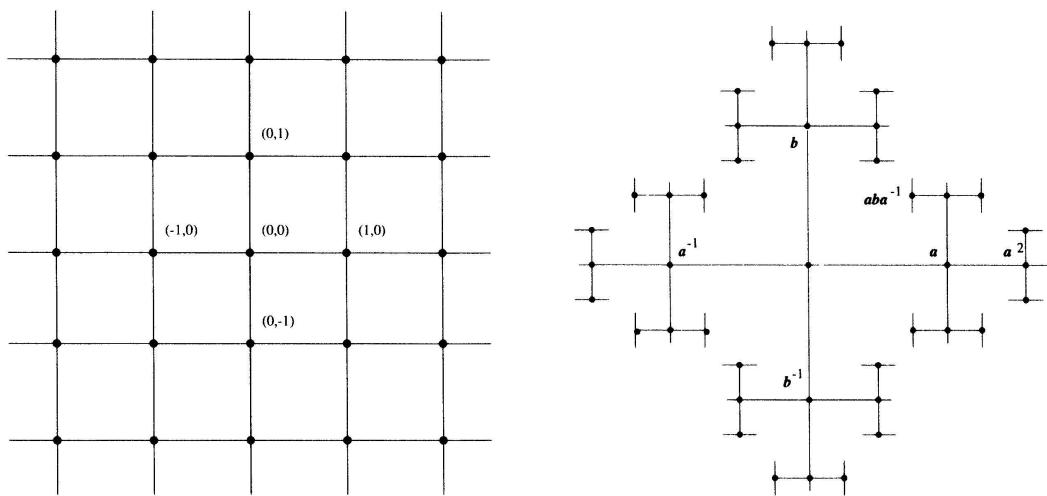 (0,1)
(-1,0) (0,0) (1,0)
(0,-1)
b
aba⁻¹
a⁻¹ a a²
b⁻¹